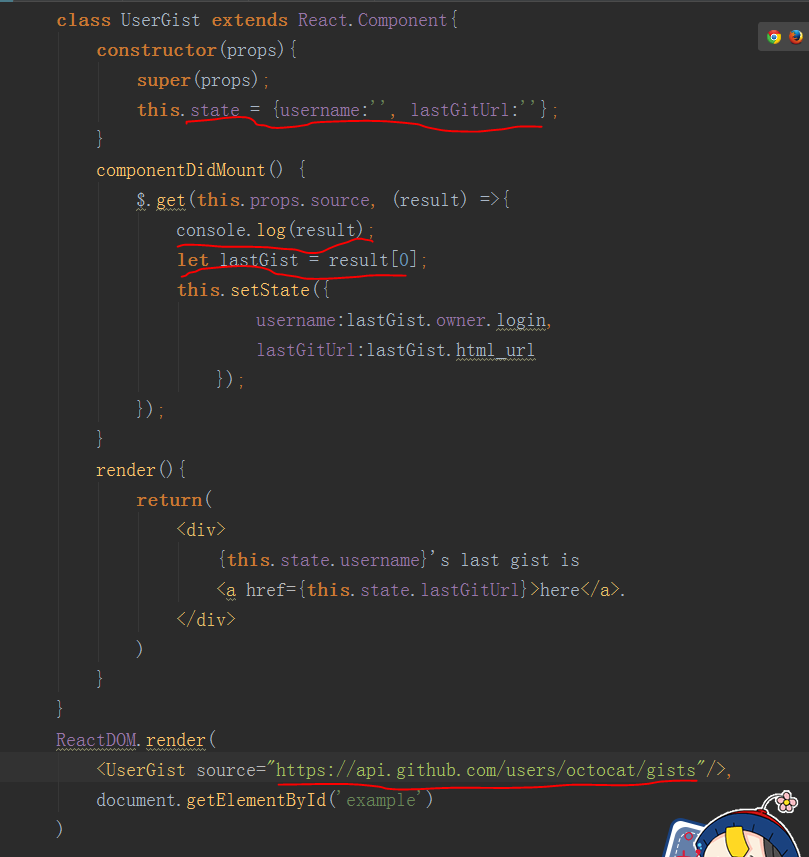 class UserGist extends React.Component{
constructor(props){
super(props);
this.state = {username:'', lastGitUrl:''};
}
componentDidMount() {
$.get(this.props.source, (result) =>{
console.log(result);
let lastGist = result[0];
this.setState({
username:lastGist.owner.login,
lastGitUrl:lastGist.html_url
});
});
}
render(){
return(
<div>
{this.state.username}'s last gist is
<a href={this.state.lastGitUrl}>here</a>.
</div>
)
}
}
ReactDOM.render(
<UserGist source="https://api.github.com/users/octocat/gists"/>,
document.getElementById('example')
)